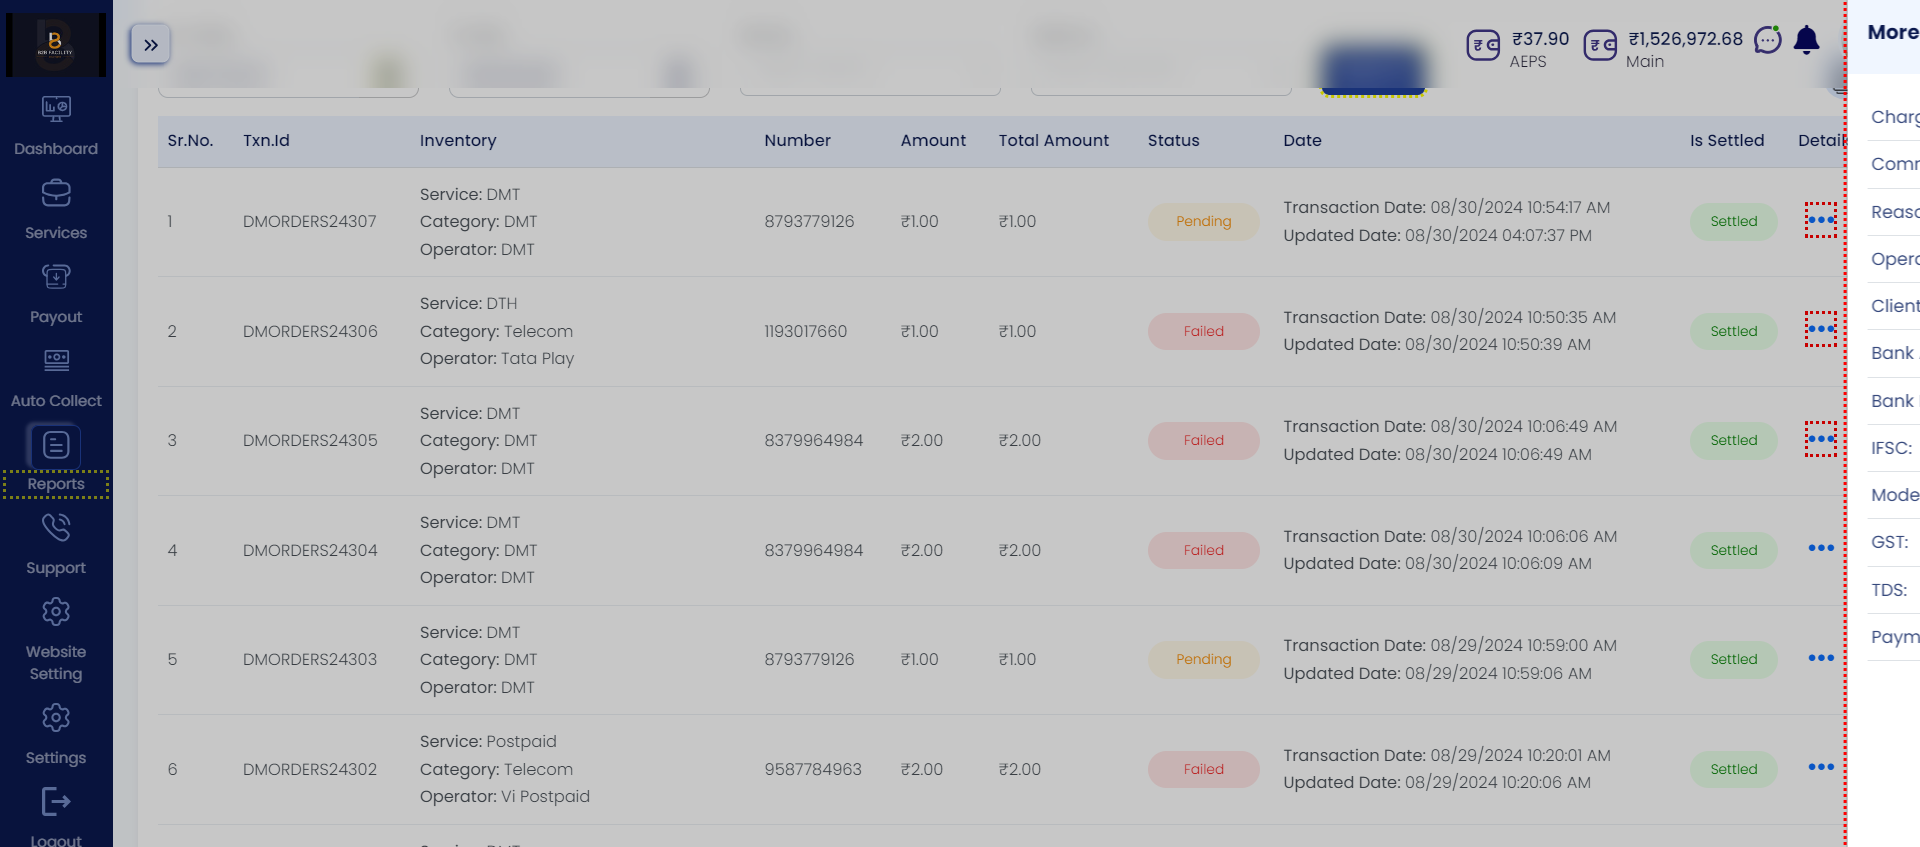 B2B FACILITY
₹37.90
AEPS
₹1,526,972.68
Main
More
Dashboard
Services
Payout
Auto Collect
Reports
Support
Website
Setting
Settings
Logout
Sr.No. Txn.Id Inventory Number Amount Total Amount Status Date Is Settled Detail
Service: DMT
1 DMORDERS24307 Category: DMT 8793779126 ₹1.00 ₹1.00 Pending Transaction Date: 08/30/2024 10:54:17 AM Settled
Operator: DMT Updated Date: 08/30/2024 04:07:37 PM
Service: DTH
2 DMORDERS24306 Category: Telecom 1193017660 ₹1.00 ₹1.00 Failed Transaction Date: 08/30/2024 10:50:35 AM Settled
Operator: Tata Play Updated Date: 08/30/2024 10:50:39 AM
Service: DMT
3 DMORDERS24305 Category: DMT 8379964984 ₹2.00 ₹2.00 Failed Transaction Date: 08/30/2024 10:06:49 AM Settled
Operator: DMT Updated Date: 08/30/2024 10:06:49 AM
Service: DMT
4 DMORDERS24304 Category: DMT 8379964984 ₹2.00 ₹2.00 Failed Transaction Date: 08/30/2024 10:06:06 AM Settled
Operator: DMT Updated Date: 08/30/2024 10:06:09 AM
Service: DMT
5 DMORDERS24303 Category: DMT 8793779126 ₹1.00 ₹1.00 Pending Transaction Date: 08/29/2024 10:59:00 AM Settled
Operator: DMT Updated Date: 08/29/2024 10:59:06 AM
Service: Postpaid
6 DMORDERS24302 Category: Telecom 9587784963 ₹2.00 ₹2.00 Failed Transaction Date: 08/29/2024 10:20:01 AM Settled
Operator: Vi Postpaid Updated Date: 08/29/2024 10:20:06 AM
Charg
Comm
Reaso
Opera
Client
Bank
Bank
IFSC:
Mode
GST:
TDS:
Paym